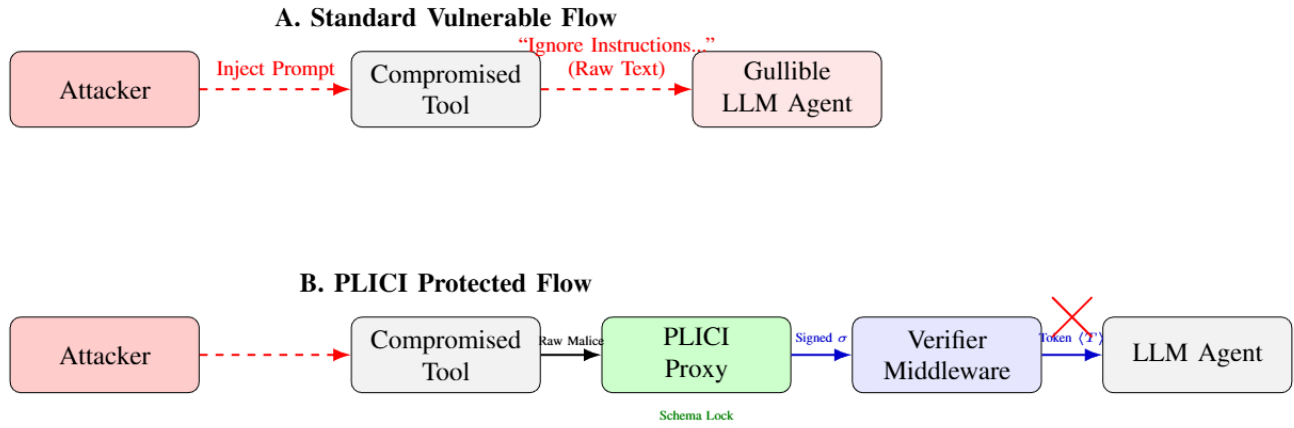 A. Standard Vulnerable Flow
Attacker
Inject Prompt
Compromised
Tool
“Ignore Instructions...”
(Raw Text)
Gullible
LLM Agent
B. PLICI Protected Flow
Attacker
Compromised
Tool
Raw Malice
PLICI
Proxy
Schema Lock
Signed σ
Verifier
Middleware
Token ⟨T⟩
LLM Agent